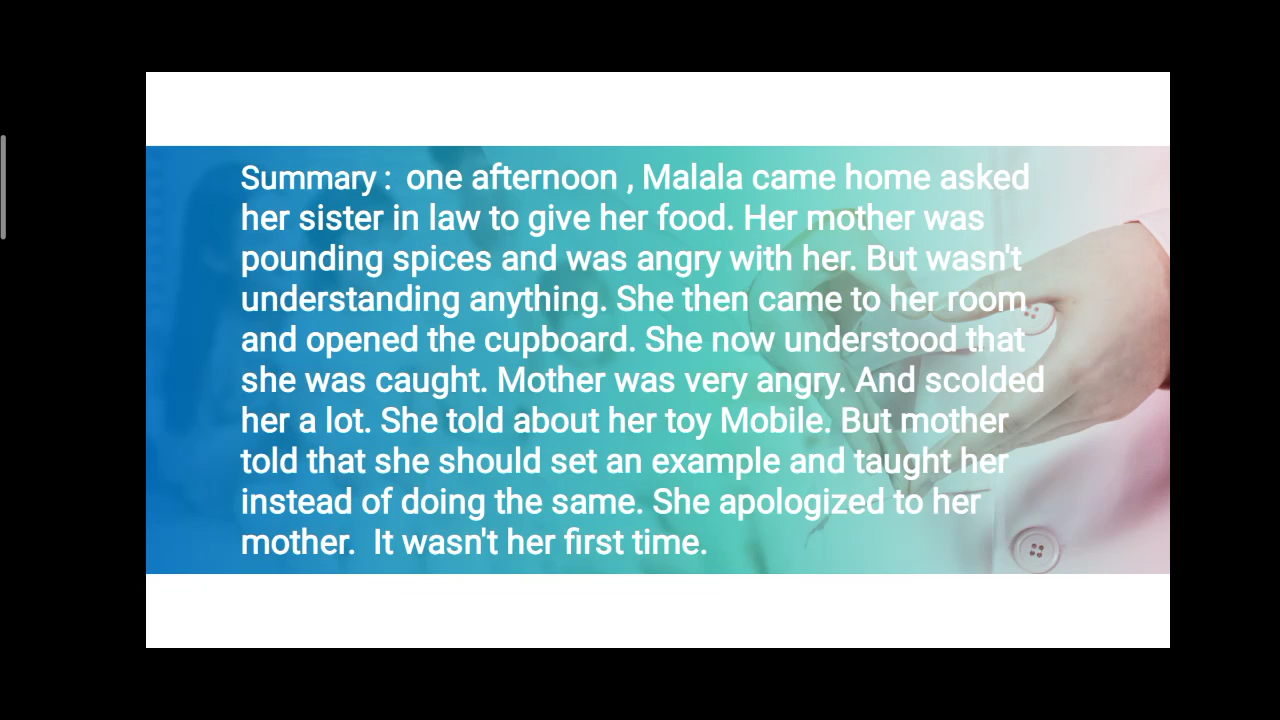 Summary :  one afternoon , Malala came home asked
her sister in law to give her food. Her mother was
pounding spices and was angry with her. But wasn't
understanding anything. She then came to her room
and opened the cupboard. She now understood that
she was caught. Mother was very angry. And scolded
her a lot. She told about her toy Mobile. But mother
told that she should set an example and taught her
instead of doing the same. She apologized to her
mother.  It wasn't her first time.